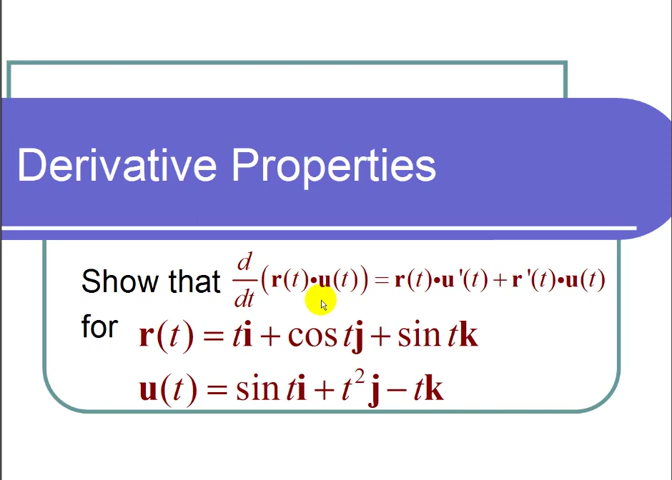 Derivative Properties
Show that d/dt (r(t)•u(t)) = r(t)•u'(t) + r'(t)•u(t)
for r(t) = ti + cos tj + sin tk
u(t) = sin ti + t²j − tk